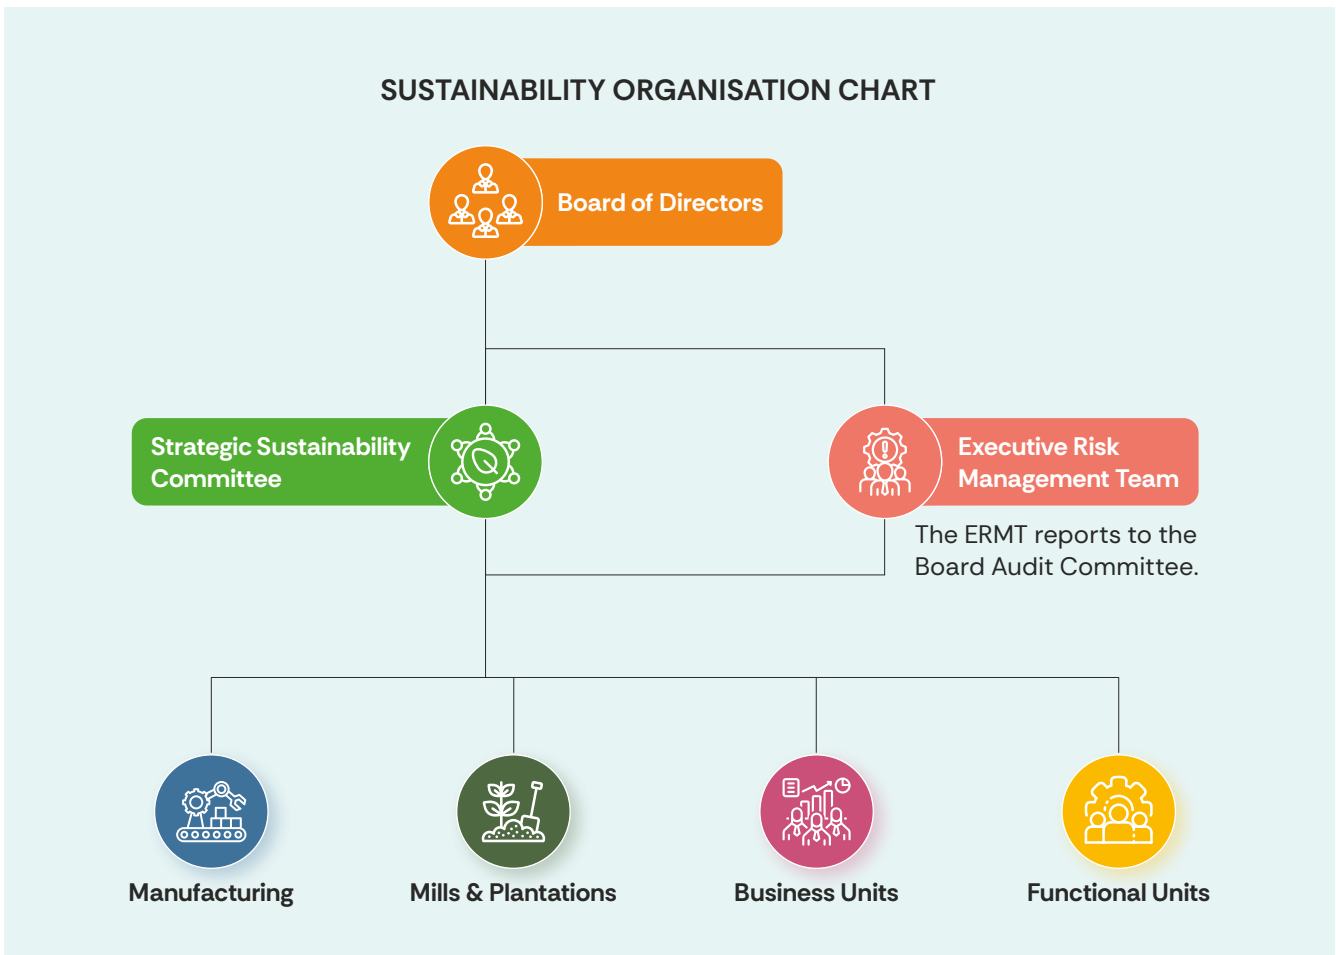 SUSTAINABILITY ORGANISATION CHART
Board of Directors
Strategic Sustainability
Committee
Executive Risk
Management Team
The ERMT reports to the
Board Audit Committee.
Manufacturing
Mills & Plantations
Business Units
Functional Units